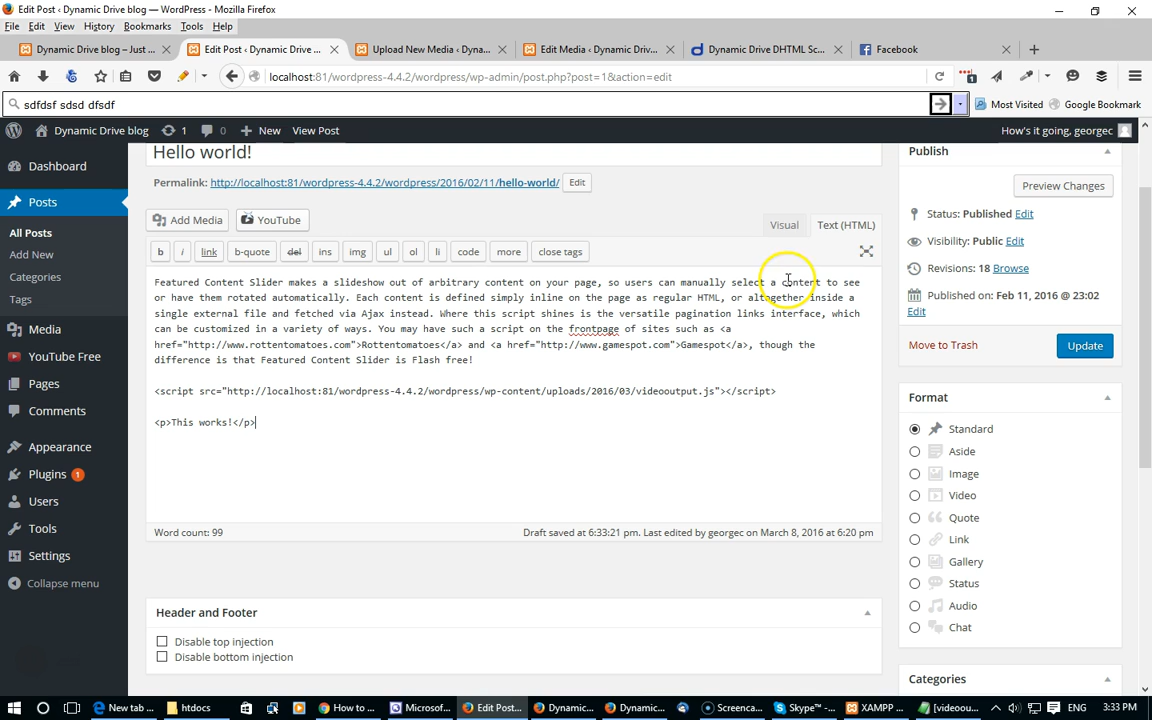 Edit Post ‹ Dynamic Drive blog — WordPress - Mozilla Firefox
File Edit View History Bookmarks Tools Help
Dynamic Drive blog – Just ...
Edit Post ‹ Dynamic Drive ...
Upload New Media ‹ Dyna...
Edit Media ‹ Dynamic Driv...
Dynamic Drive DHTML Sc...
Facebook
localhost:81/wordpress-4.4.2/wordpress/wp-admin/post.php?post=1&action=edit
1
sdfdsf sdsd dfsdf
Most Visited
Google Bookmark
Dynamic Drive blog 1 0 New View Post
How's it going, georgec
Dashboard
Posts
All Posts
Add New
Categories
Tags
Media
YouTube Free
Pages
Comments
Appearance
Plugins 1
Users
Tools
Settings
Collapse menu
Hello world!
Permalink: http://localhost:81/wordpress-4.4.2/wordpress/2016/02/11/hello-world/ Edit
Add Media YouTube
Visual Text (HTML)
b i link b-quote del ins img ul ol li code more close tags
Featured Content Slider makes a slideshow out of arbitrary content on your page, so users can manually select a content to see
or have them rotated automatically. Each content is defined simply inline on the page as regular HTML, or altogether inside a
single external file and fetched via Ajax instead. Where this script shines is the versatile pagination links interface, which
can be customized in a variety of ways. You may have such a script on the frontpage of sites such as <a
href="http://www.rottentomatoes.com">Rottentomatoes</a> and <a href="http://www.gamespot.com">Gamespot</a>, though the
difference is that Featured Content Slider is Flash free!
<script src="http://localhost:81/wordpress-4.4.2/wordpress/wp-content/uploads/2016/03/videooutput.js"></script>
<p>This works!</p>
Word count: 99
Draft saved at 6:33:21 pm. Last edited by georgec on March 8, 2016 at 6:20 pm
Header and Footer
Disable top injection
Disable bottom injection
Publish
Preview Changes
Status: Published Edit
Visibility: Public Edit
Revisions: 18 Browse
Published on: Feb 11, 2016 @ 23:02
Edit
Move to Trash
Update
Format
Standard
Aside
Image
Video
Quote
Link
Gallery
Status
Audio
Chat
Categories
New tab ...
htdocs
How to ...
Microsof...
Edit Post...
Dynamic...
Dynamic...
Screenca...
Skype™ -...
XAMPP ...
[videoou...
ENG
3:33 PM